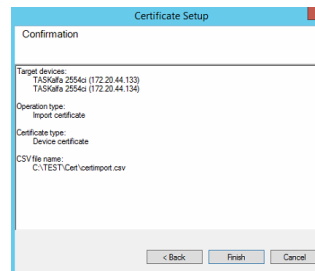 Certificate Setup
Confirmation
Target devices:
TASKalfa 2554ci (172.20.44.133)
TASKalfa 2554ci (172.20.44.134)
Operation type:
Import certificate
Certificate type:
Device certificate
CSV file name:
C:\TEST\Cert\certimport.csv
< Back
Finish
Cancel